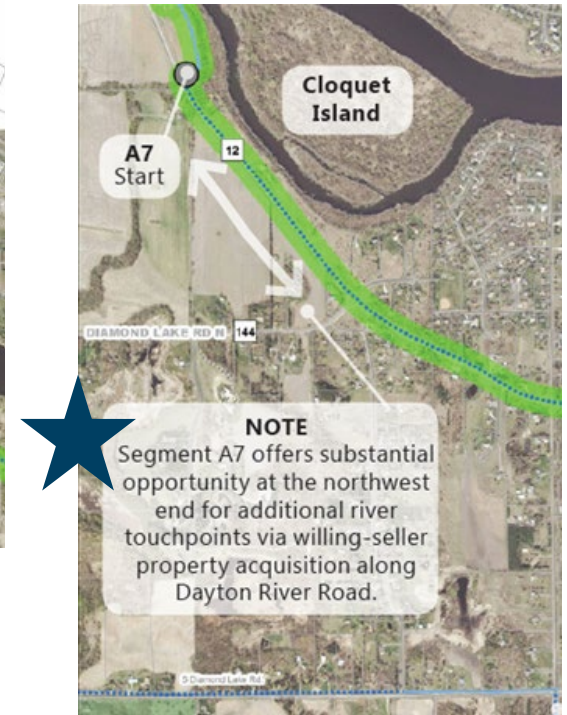 Cloquet
Island
A7
Start
12
DIAMOND LAKE RD N 144
NOTE
Segment A7 offers substantial
opportunity at the northwest
end for additional river
touchpoints via willing-seller
property acquisition along
Dayton River Road.
S Diamond Lake Rd